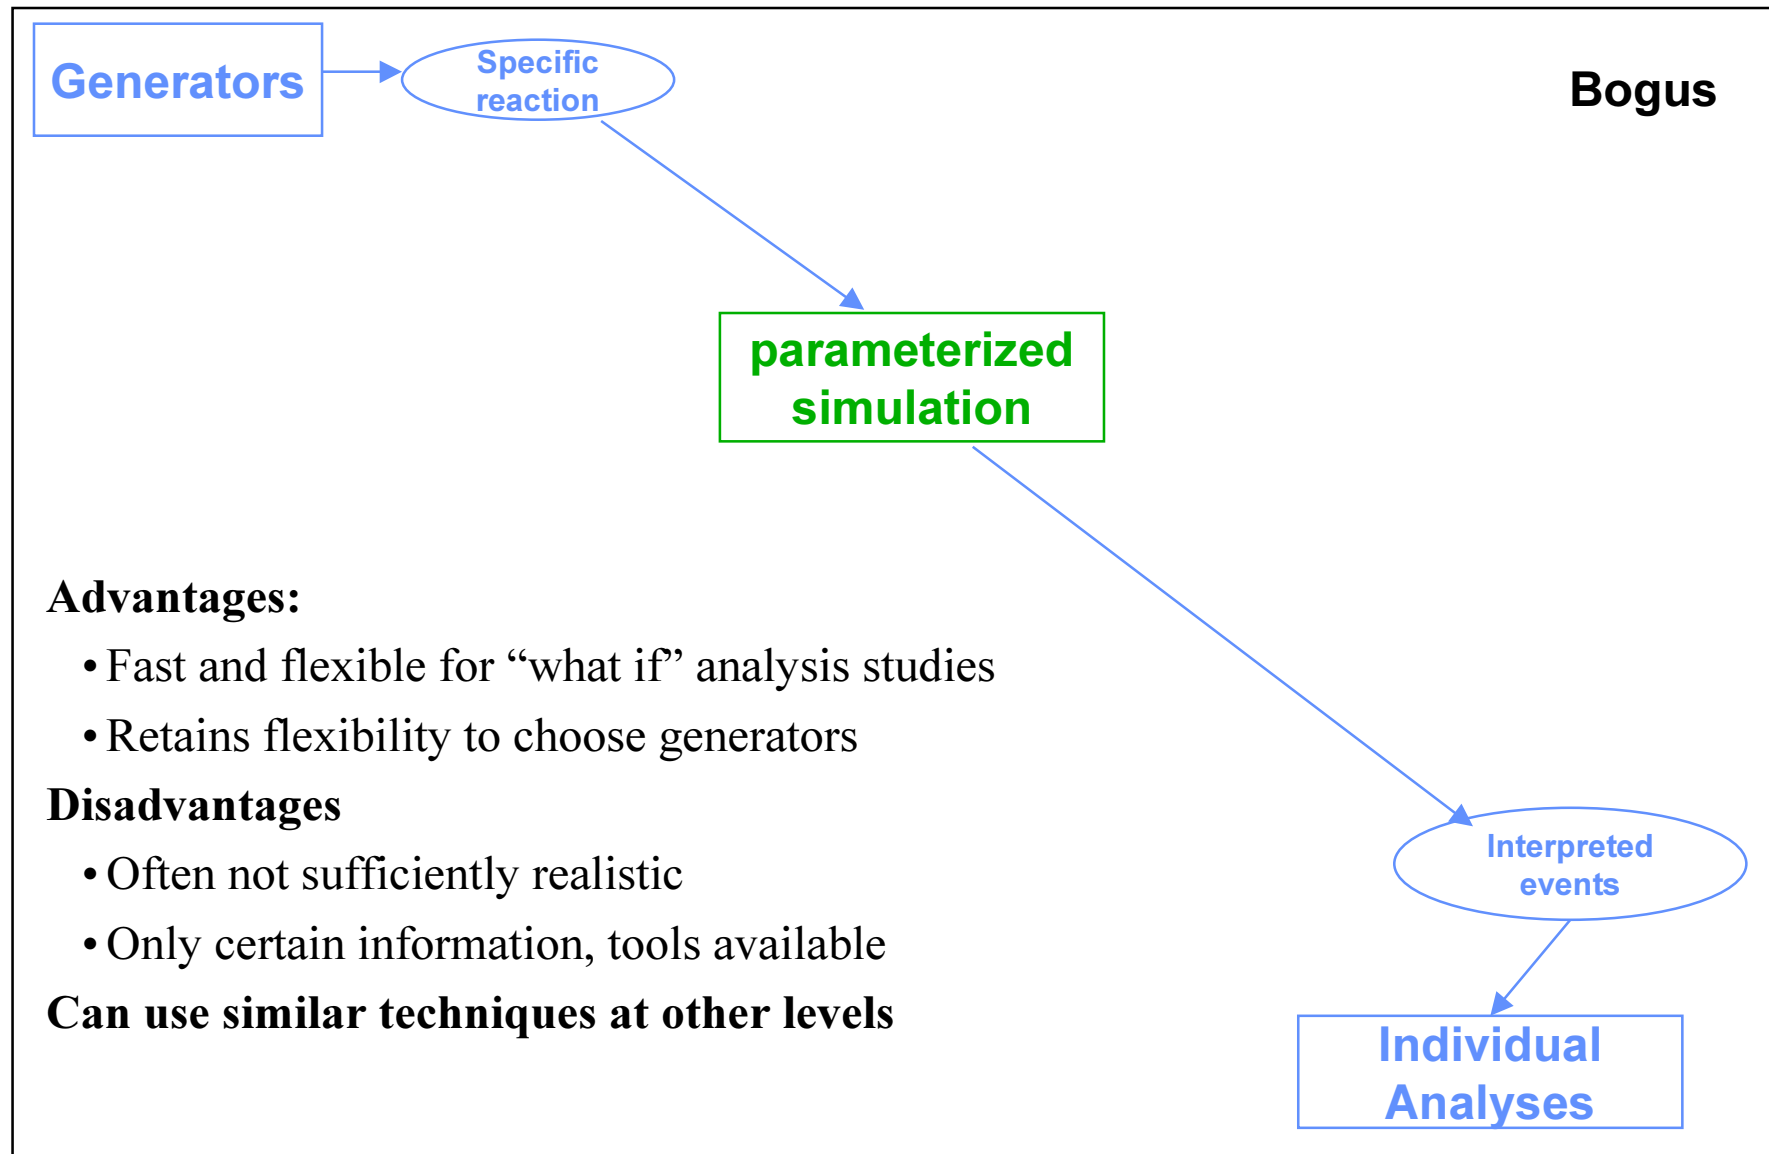 Generators
Specific
reaction
Bogus
parameterized
simulation
Advantages:
• Fast and flexible for “what if” analysis studies
• Retains flexibility to choose generators
Disadvantages
• Often not sufficiently realistic
• Only certain information, tools available
Can use similar techniques at other levels
Interpreted
events
Individual
Analyses